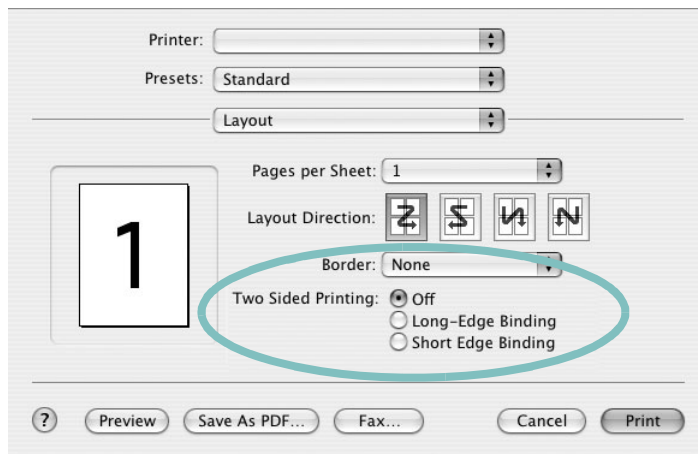 Printer:
Presets: Standard
Layout
Pages per Sheet: 1
Layout Direction:
1
Border: None
Two Sided Printing: Off
Long-Edge Binding
Short Edge Binding
? Preview Save As PDF... Fax... Cancel Print